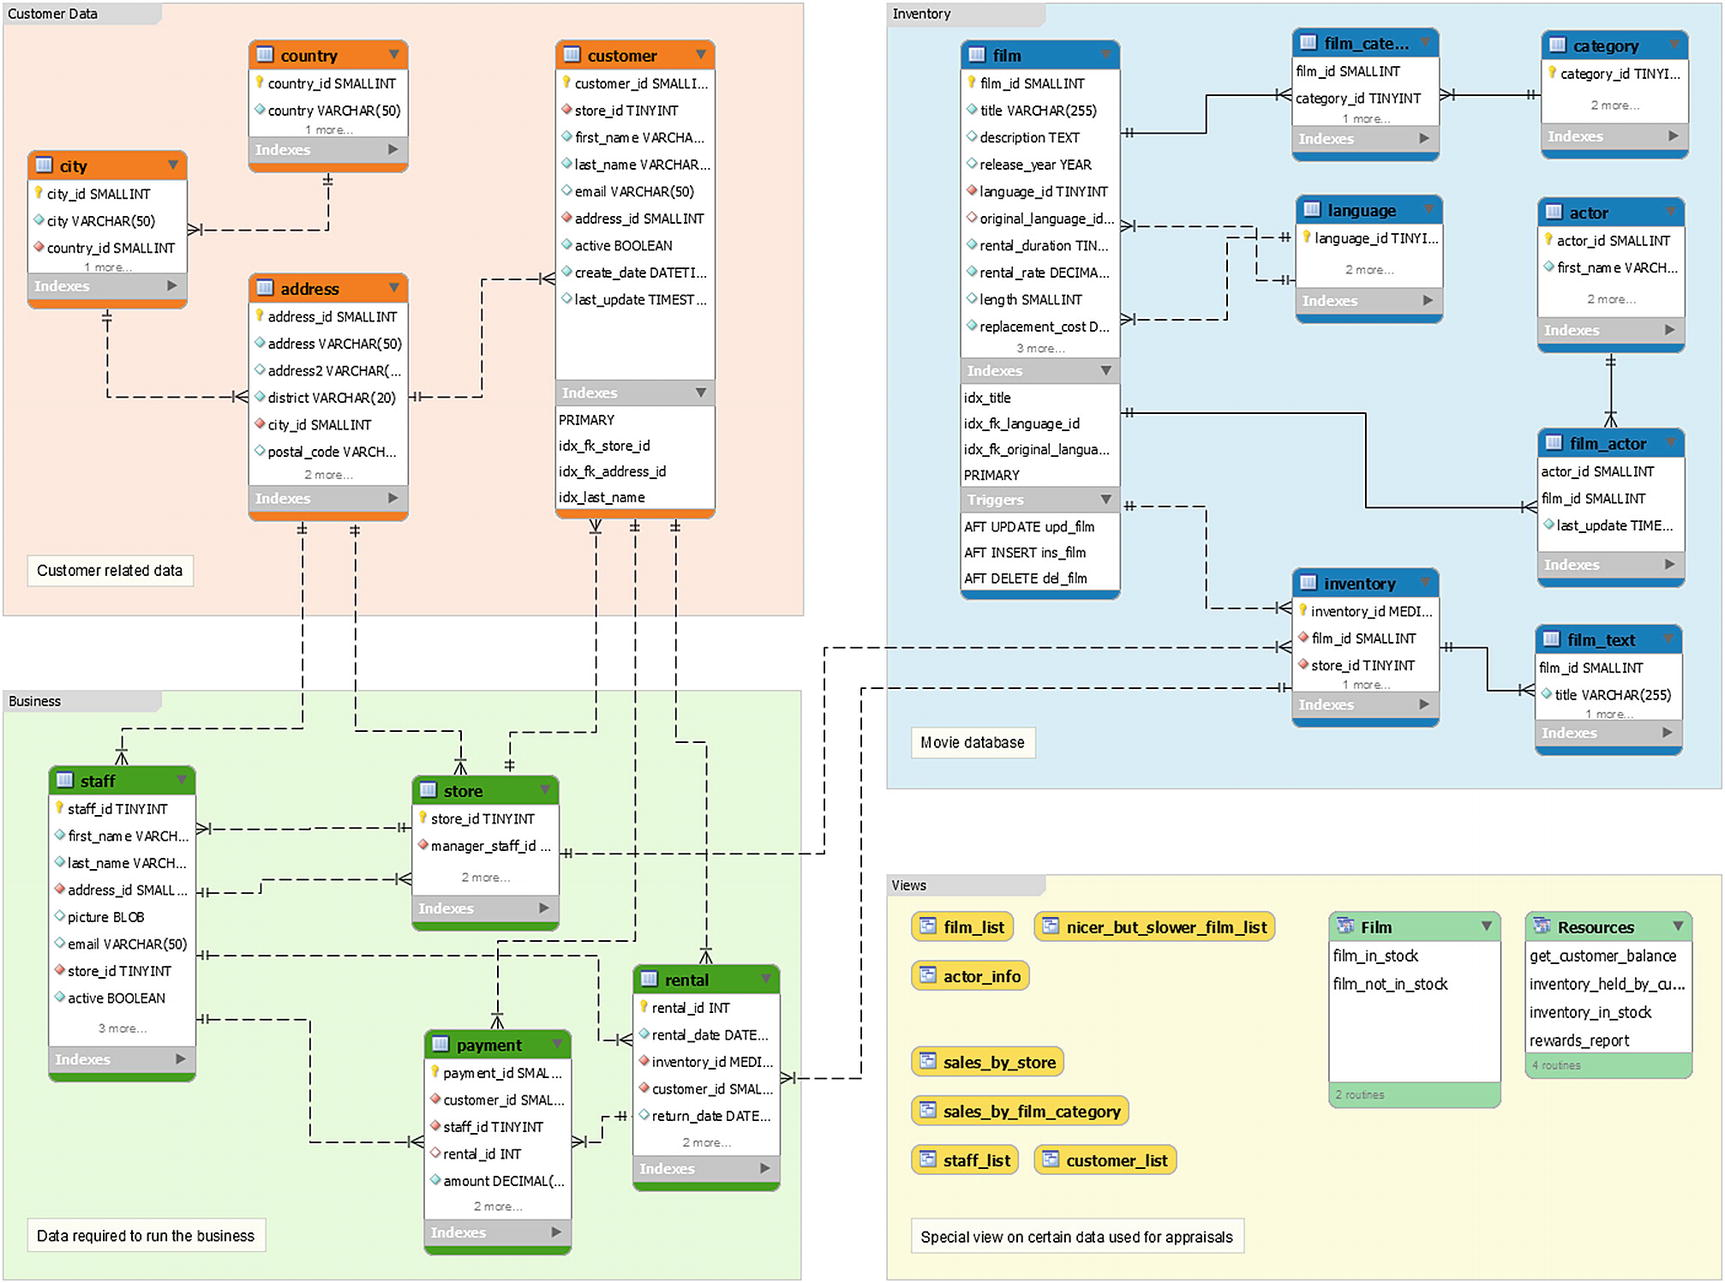 Customer Data
country
country_id SMALLINT
country VARCHAR(50)
1 more...
Indexes
city
city_id SMALLINT
city VARCHAR(50)
country_id SMALLINT
1 more...
Indexes
address
address_id SMALLINT
address VARCHAR(50)
address2 VARCHAR(...
district VARCHAR(20)
city_id SMALLINT
postal_code VARCH...
2 more...
Indexes
customer
customer_id SMALLI...
store_id TINYINT
first_name VARCHA...
last_name VARCHAR...
email VARCHAR(50)
address_id SMALLINT
active BOOLEAN
create_date DATETI...
last_update TIMEST...
Indexes
PRIMARY
idx_fk_store_id
idx_fk_address_id
idx_last_name
Customer related data
Inventory
film
film_id SMALLINT
title VARCHAR(255)
description TEXT
release_year YEAR
language_id TINYINT
original_language_id...
rental_duration TIN...
rental_rate DECIMA...
length SMALLINT
replacement_cost D...
3 more...
Indexes
idx_title
idx_fk_language_id
idx_fk_original_langua...
PRIMARY
Triggers
AFT UPDATE upd_film
AFT INSERT ins_film
AFT DELETE del_film
film_cate...
film_id SMALLINT
category_id TINYINT
1 more...
Indexes
category
category_id TINYI...
2 more...
Indexes
language
language_id TINYI...
2 more...
Indexes
actor
actor_id SMALLINT
first_name VARCH...
2 more...
Indexes
film_actor
actor_id SMALLINT
film_id SMALLINT
last_update TIME...
Indexes
inventory
inventory_id MEDI...
film_id SMALLINT
store_id TINYINT
1 more...
Indexes
film_text
film_id SMALLINT
title VARCHAR(255)
1 more...
Indexes
Movie database
Business
staff
staff_id TINYINT
first_name VARCH...
last_name VARCH...
address_id SMALL...
picture BLOB
email VARCHAR(50)
store_id TINYINT
active BOOLEAN
3 more...
Indexes
store
store_id TINYINT
manager_staff_id ...
2 more...
Indexes
payment
payment_id SMAL...
customer_id SMAL...
staff_id TINYINT
rental_id INT
amount DECIMAL(...
2 more...
Indexes
rental
rental_id INT
rental_date DATE...
inventory_id MEDI...
customer_id SMAL...
return_date DATE...
2 more...
Indexes
Data required to run the business
Views
film_list
nicer_but_slower_film_list
actor_info
sales_by_store
sales_by_film_category
staff_list
customer_list
Film
film_in_stock
film_not_in_stock
2 routines
Resources
get_customer_balance
inventory_held_by_cu...
inventory_in_stock
rewards_report
4 routines
Special view on certain data used for appraisals